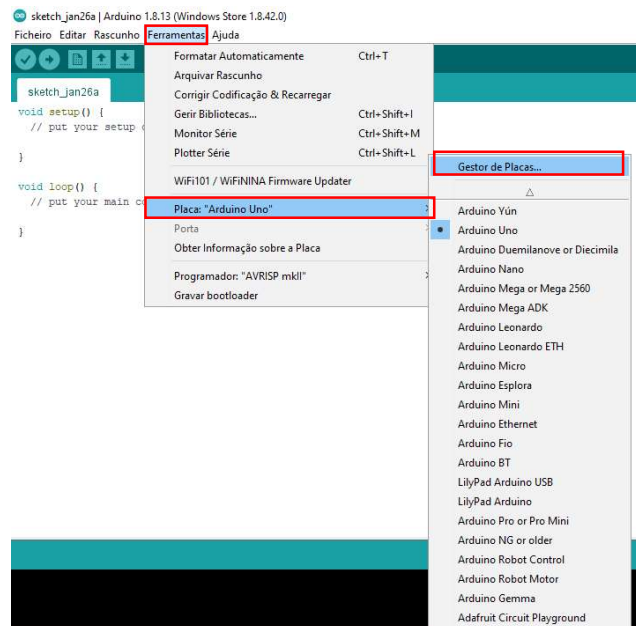 sketch_jan26a | Arduino 1.8.13 (Windows Store 1.8.42.0)
Ficheiro Editar Rascunho Ferramentas Ajuda
sketch_jan26a
void setup() {
// put your setup
}
void loop() {
// put your main
}
Formatar Automaticamente Ctrl+T
Arquivar Rascunho
Corrigir Codificação & Recarregar
Gerir Bibliotecas... Ctrl+Shift+I
Monitor Série Ctrl+Shift+M
Plotter Série Ctrl+Shift+L
WiFi101 / WiFiNINA Firmware Updater
Placa: "Arduino Uno"
Porta
Obter Informação sobre a Placa
Programador: "AVRISP mkII"
Gravar bootloader
Gestor de Placas...
Arduino Yún
Arduino Uno
Arduino Duemilanove or Diecimila
Arduino Nano
Arduino Mega or Mega 2560
Arduino Mega ADK
Arduino Leonardo
Arduino Leonardo ETH
Arduino Micro
Arduino Esplora
Arduino Mini
Arduino Ethernet
Arduino Fio
Arduino BT
LilyPad Arduino USB
LilyPad Arduino
Arduino Pro or Pro Mini
Arduino NG or older
Arduino Robot Control
Arduino Robot Motor
Arduino Gemma
Adafruit Circuit Playground